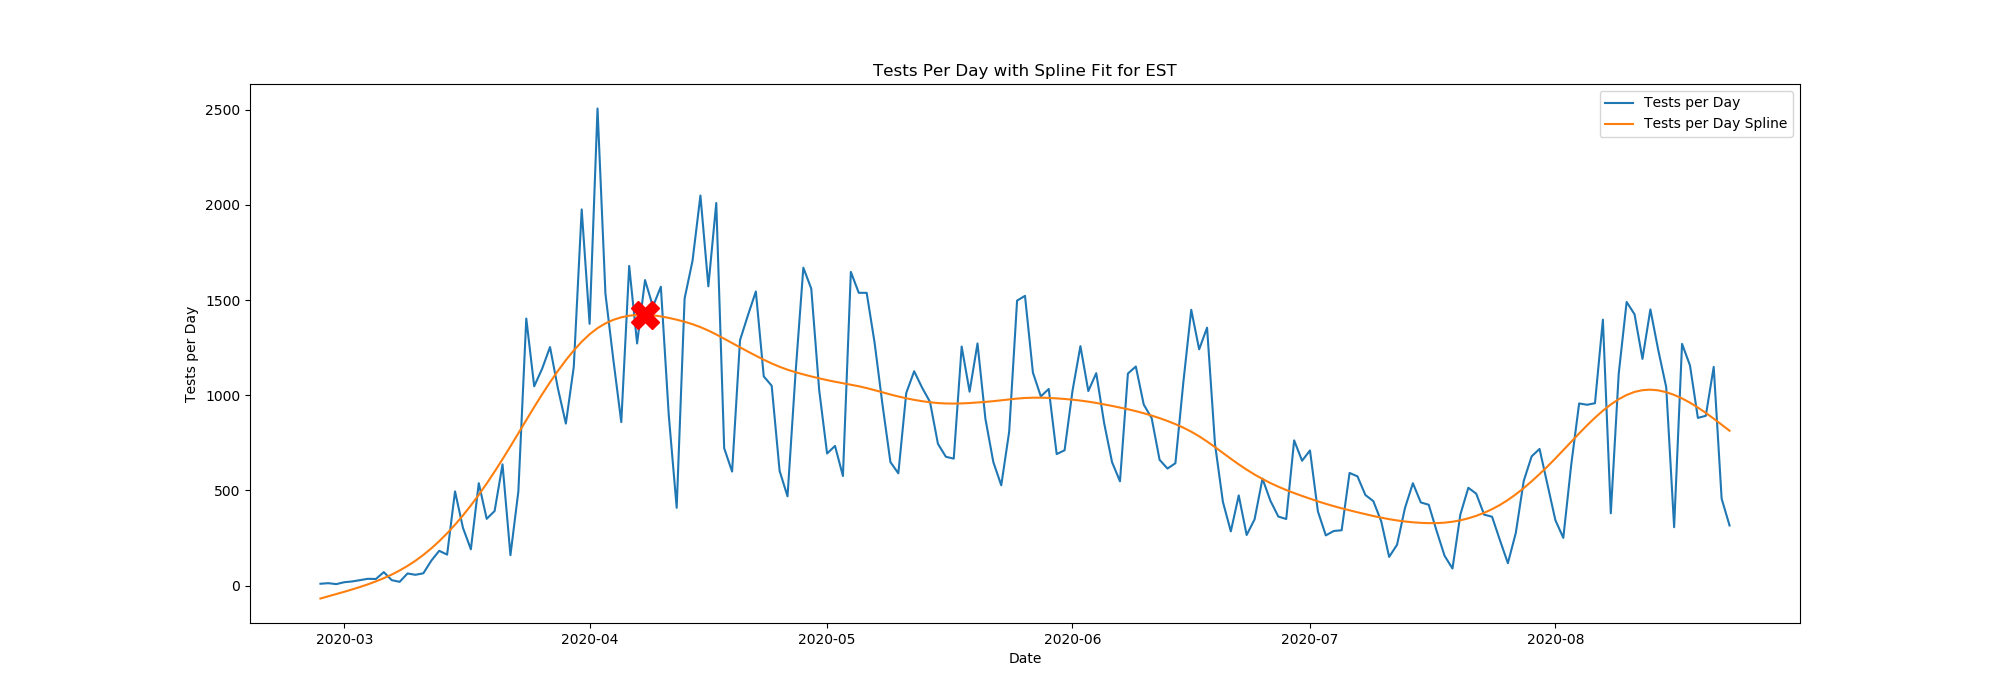 Tests Per Day with Spline Fit for EST
Tests per Day
Tests per Day Spline
2500
2000
1500
1000
500
0
Tests per Day
2020-03
2020-04
2020-05
2020-06
2020-07
2020-08
Date